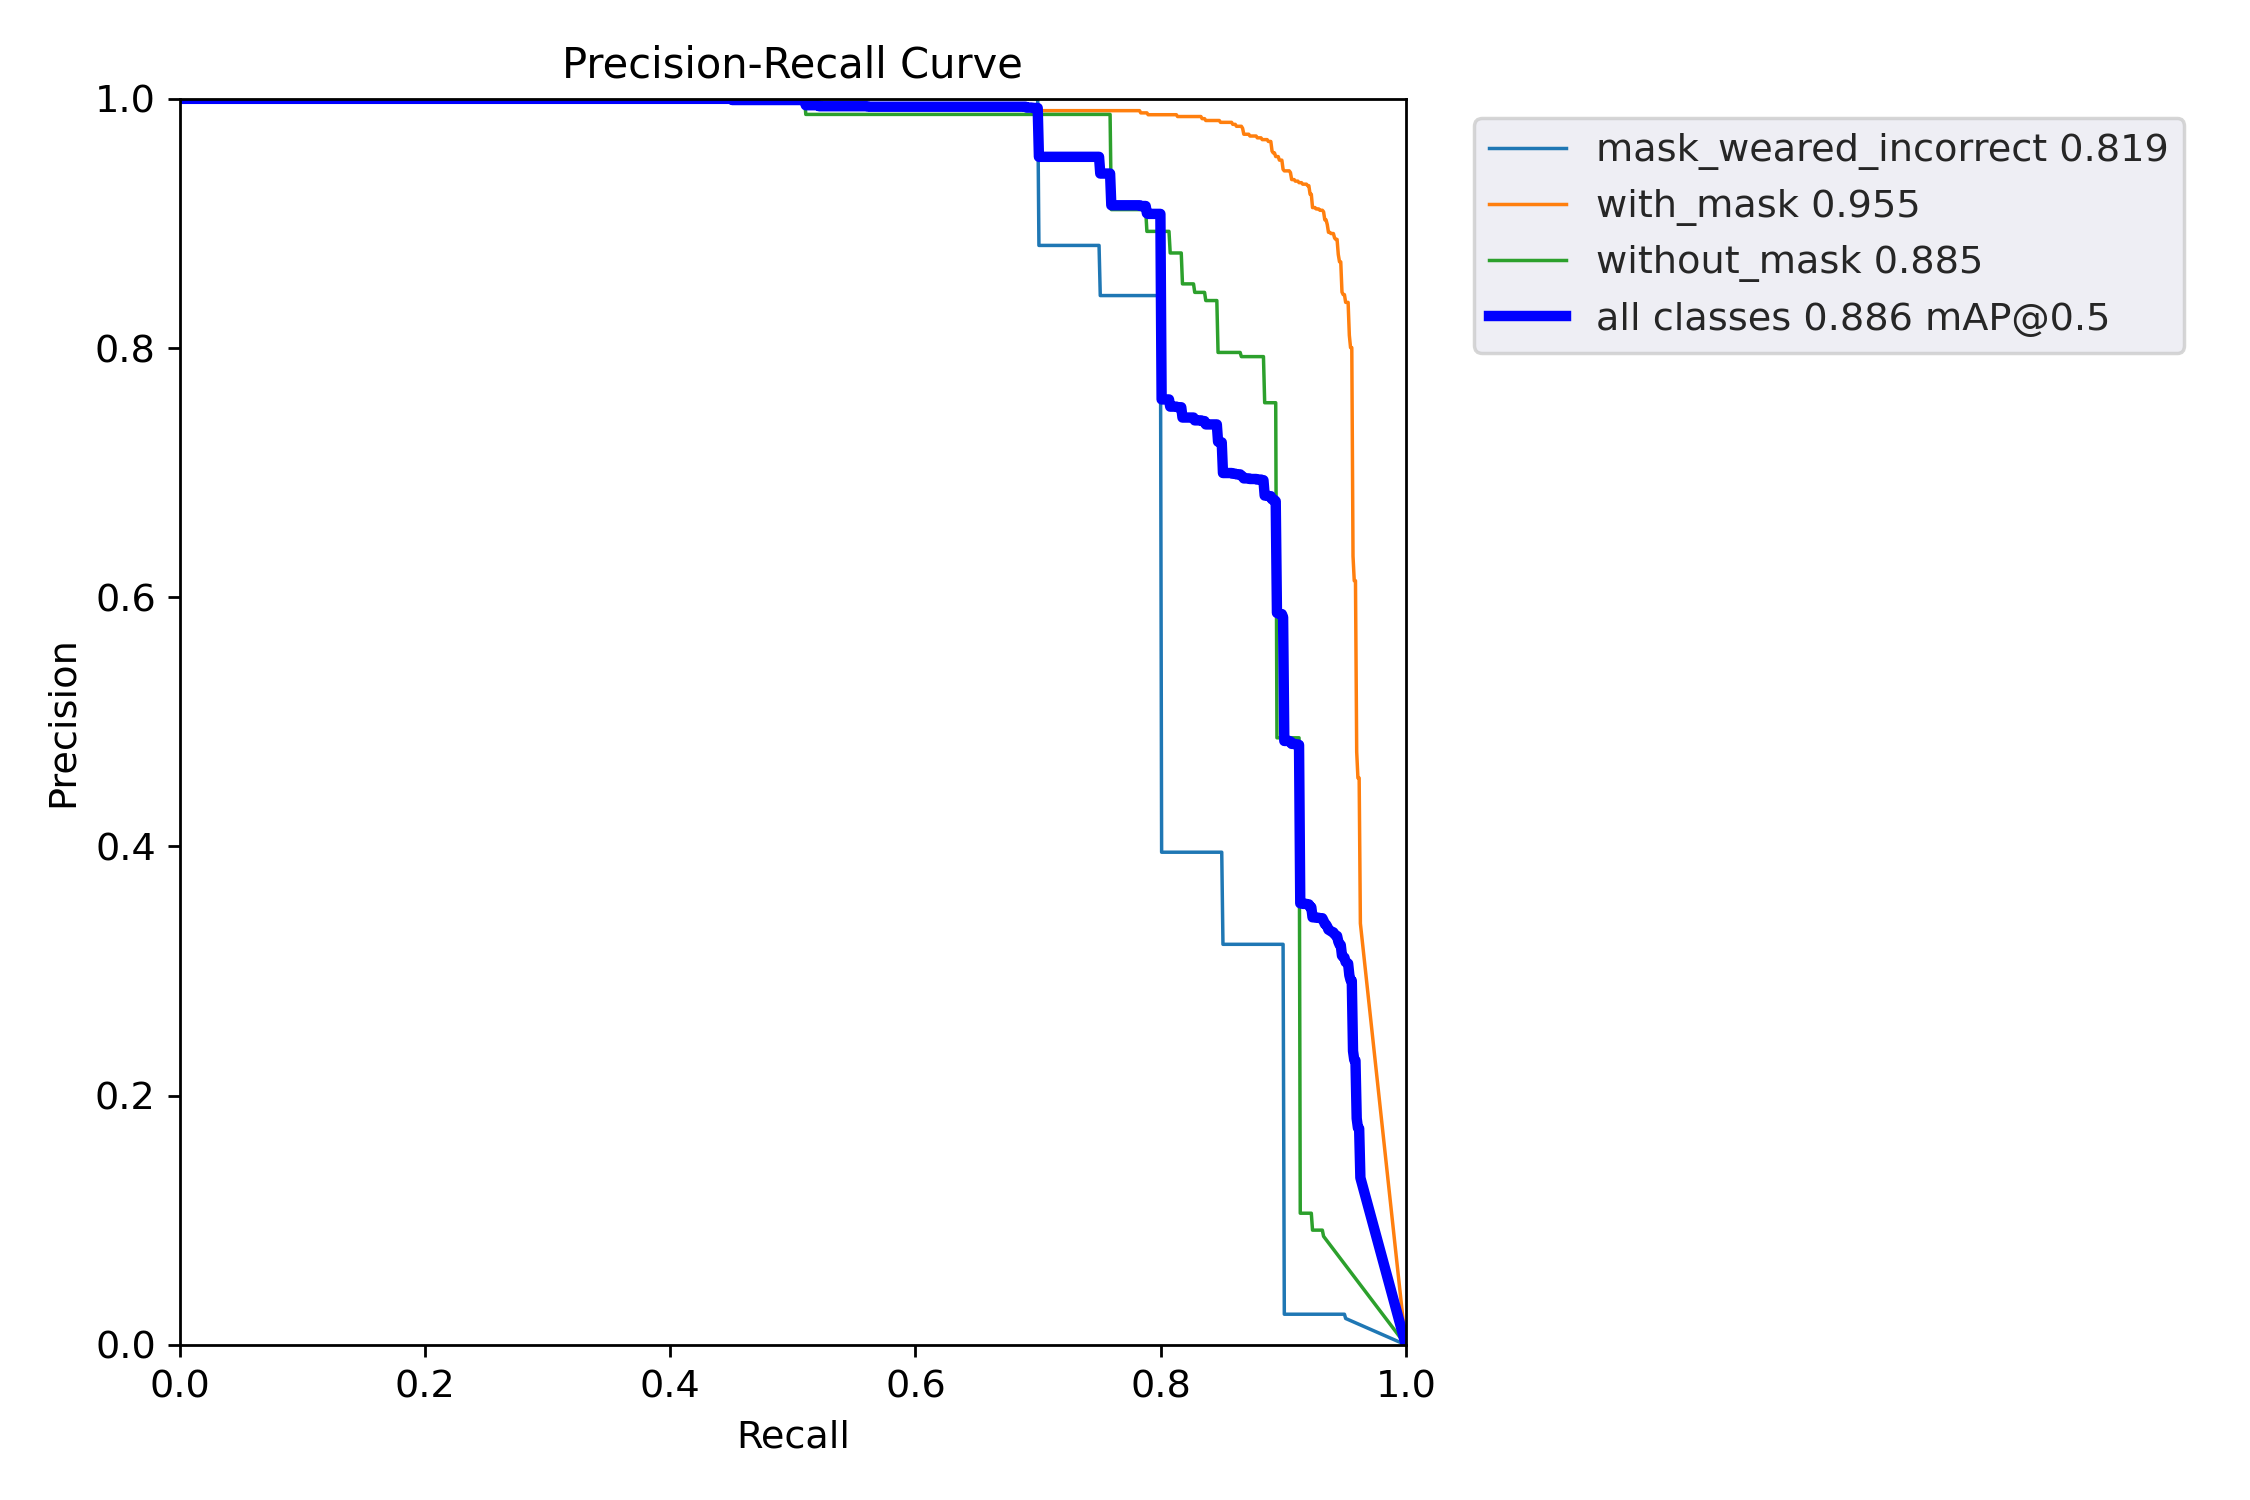 Precision-Recall Curve
1.0
0.8
0.6
0.4
0.2
0.0
Precision
0.0 0.2 0.4 0.6 0.8 1.0
Recall
mask_weared_incorrect 0.819
with_mask 0.955
without_mask 0.885
all classes 0.886 mAP@0.5